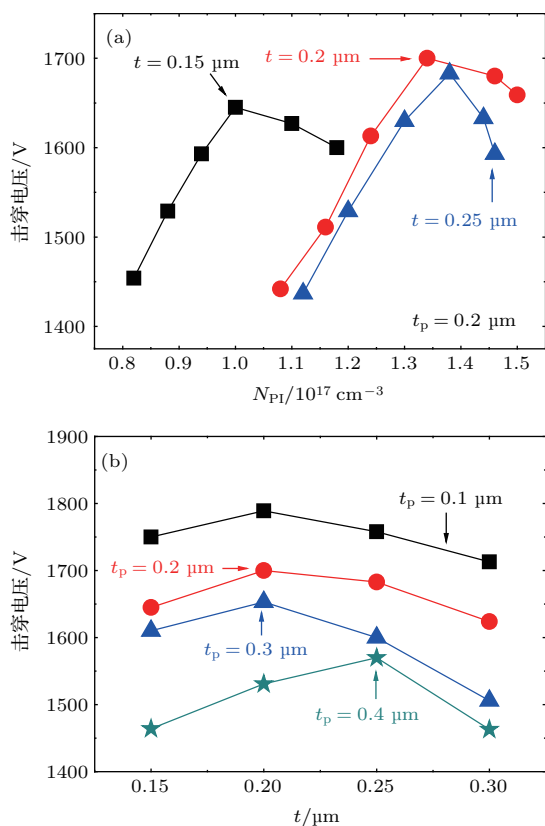 (a)
t = 0.15 µm
t = 0.2 µm
t = 0.25 µm
tp = 0.2 µm
击穿电压/V
1700
1600
1500
1400
0.8 0.9 1.0 1.1 1.2 1.3 1.4 1.5
NPI/10¹⁷ cm⁻³
(b)
tp = 0.1 µm
tp = 0.2 µm
tp = 0.3 µm
tp = 0.4 µm
击穿电压/V
1900
1800
1700
1600
1500
1400
0.15 0.20 0.25 0.30
t/µm